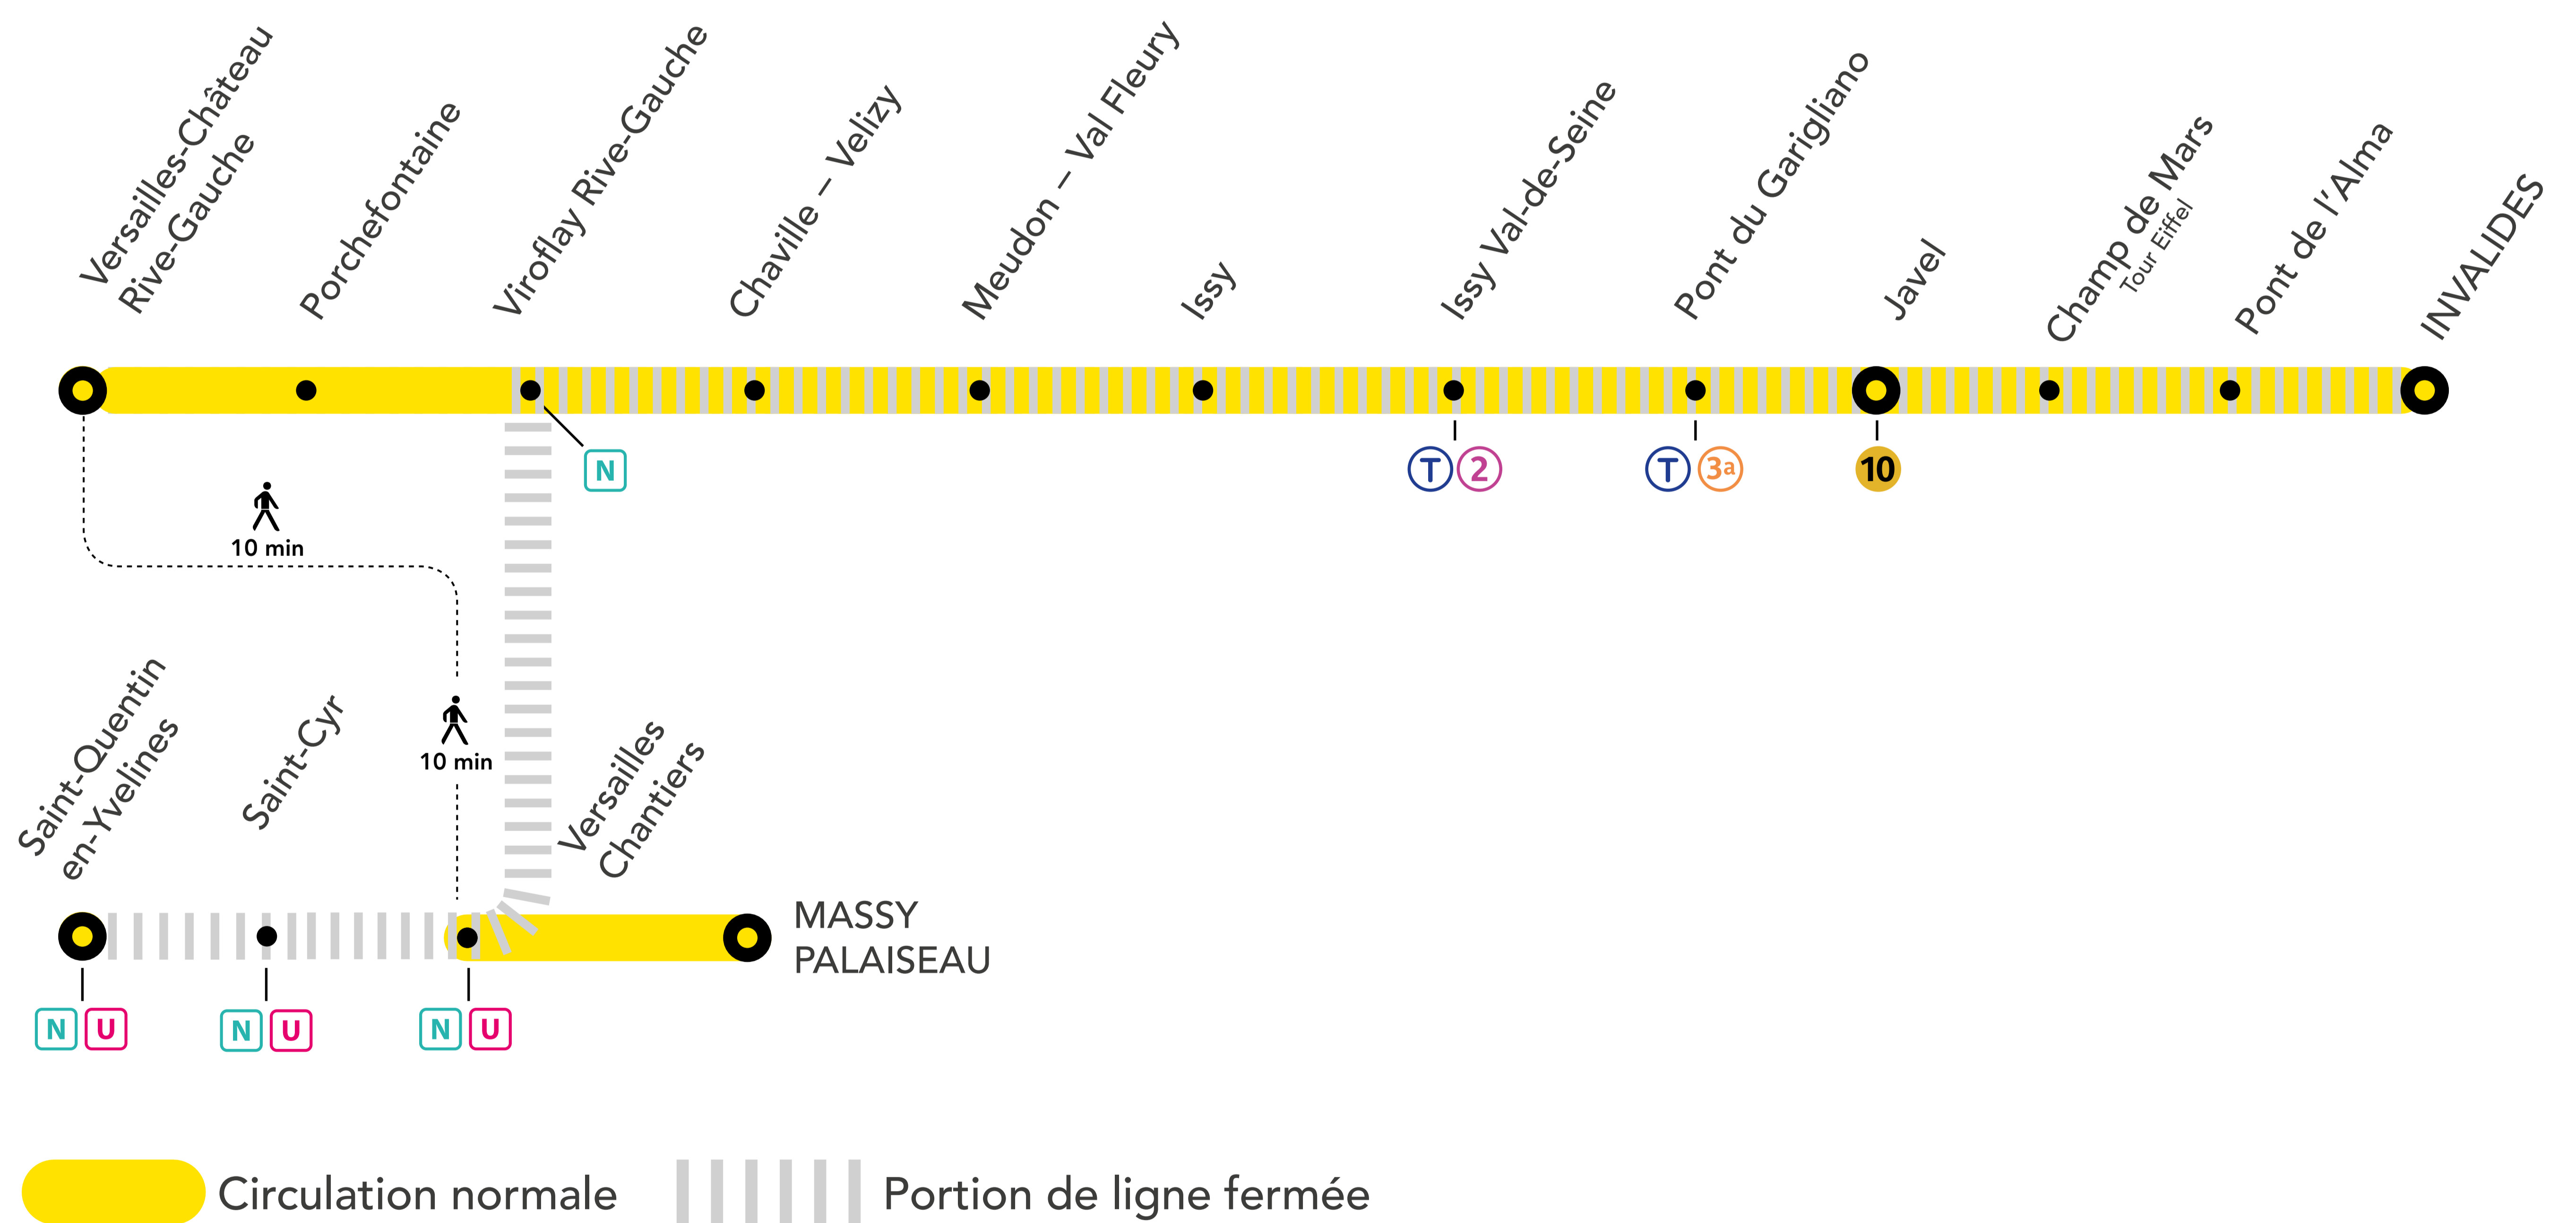 Versailles-Château
Rive-Gauche
Porchefontaine
Viroflay Rive-Gauche
Chaville – Velizy
Meudon – Val Fleury
Issy
Issy Val-de-Seine
Pont du Garigliano
Javel
Champ de Mars
Tour Eiffel
Pont de l'Alma
INVALIDES
N
T 2
T 3a
10
10 min
10 min
Saint-Quentin
en-Yvelines
Saint-Cyr
Versailles
Chantiers
MASSY
PALAISEAU
N U
N U
N U
Circulation normale
Portion de ligne fermée